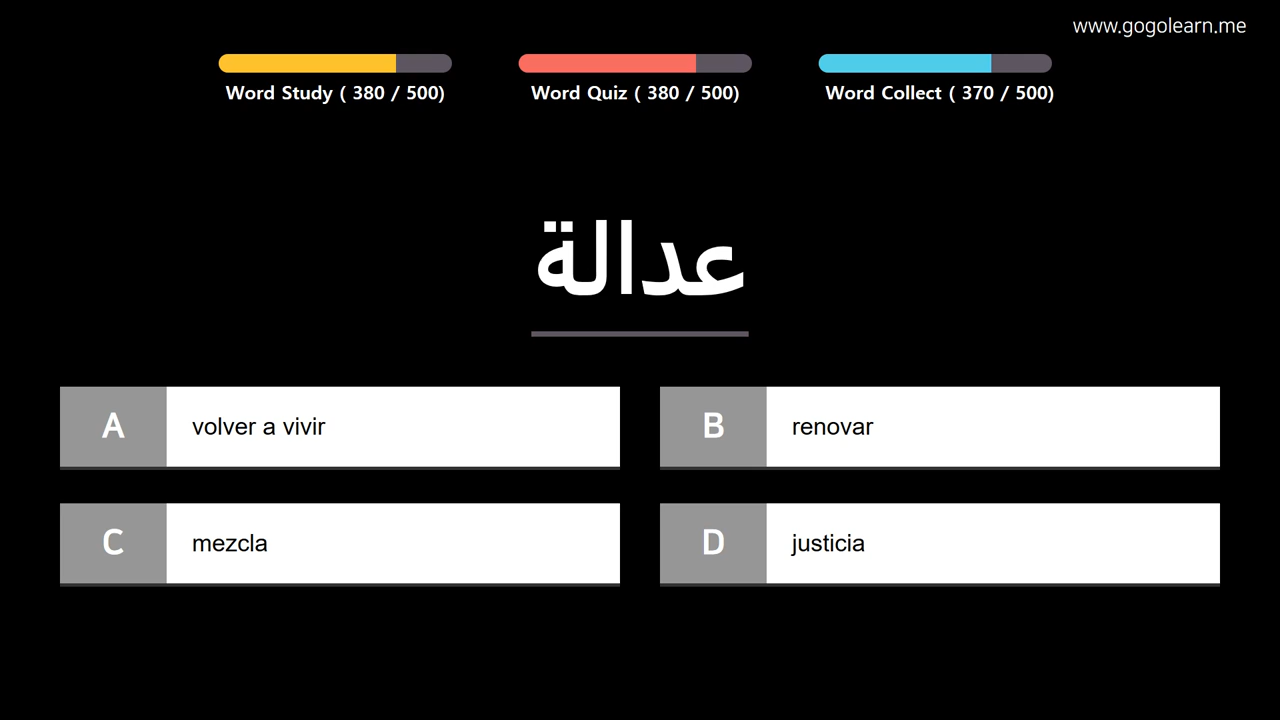 www.gogolearn.me
Word Study ( 380 / 500)
Word Quiz ( 380 / 500)
Word Collect ( 370 / 500)
عدالة
A volver a vivir
B renovar
C mezcla
D justicia